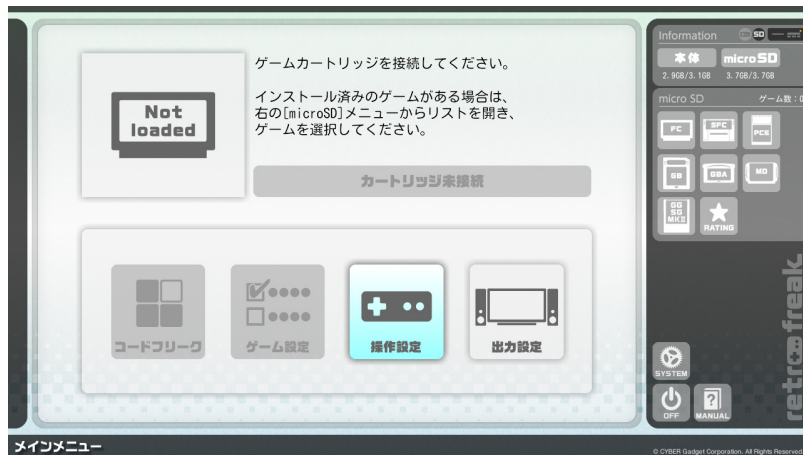 Not
loaded
ゲームカートリッジを接続してください。
インストール済みのゲームがある場合は、
右の[microSD]メニューからリストを開き、
ゲームを選択してください。
カートリッジ未接続
コードフリーク
ゲーム設定
操作設定
出力設定
メインメニュー
Information
SD
本体
micro SD
2.9GB/3.1GB
3.7GB/3.7GB
micro SD
ゲーム数:0
FC
SFC
PCE
GB
GBA
MD
GG
SG
MKⅢ
RATING
retro freak
SYSTEM
OFF
?
MANUAL
© CYBER Gadget Corporation. All Rights Reserved.